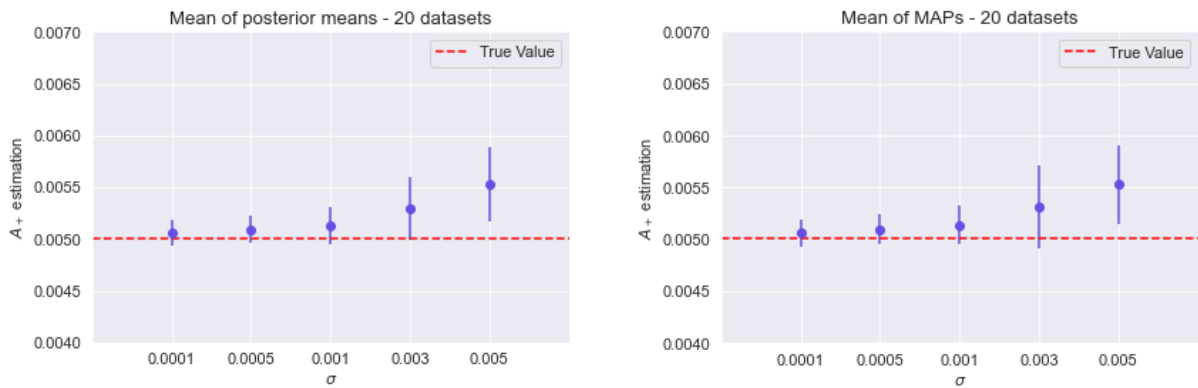 Mean of posterior means - 20 datasets
0.0070
0.0065
0.0060
0.0055
0.0050
0.0045
0.0040
A+ estimation
True Value
0.0001 0.0005 0.001 0.003 0.005
σ
Mean of MAPs - 20 datasets
0.0070
0.0065
0.0060
0.0055
0.0050
0.0045
0.0040
A+ estimation
True Value
0.0001 0.0005 0.001 0.003 0.005
σ